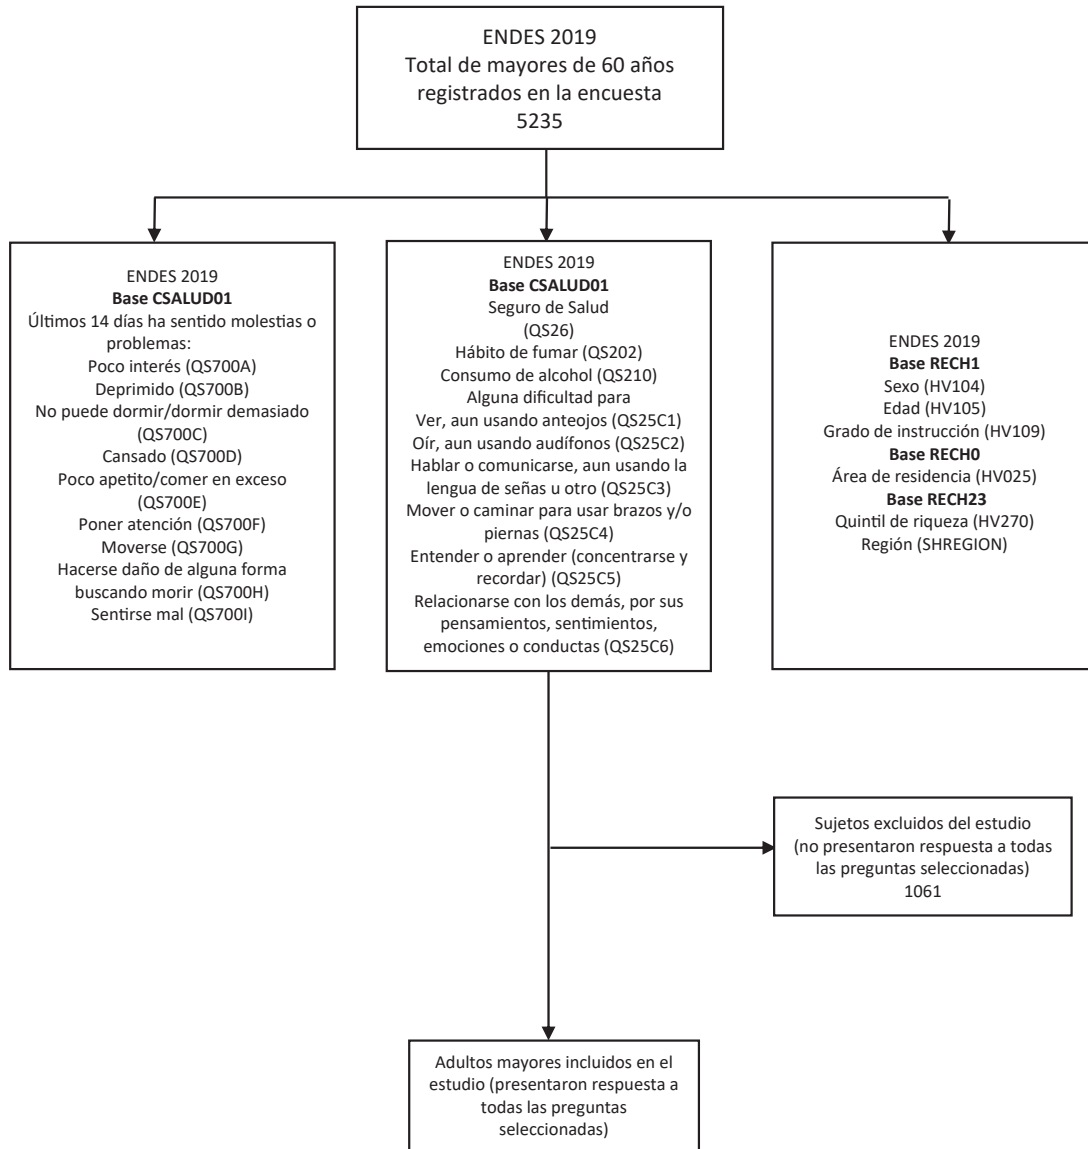 ENDES 2019
Total de mayores de 60 años
registrados en la encuesta
5235
ENDES 2019
Base CSALUD01
Últimos 14 días ha sentido molestias o
problemas:
Poco interés (QS700A)
Deprimido (QS700B)
No puede dormir/dormir demasiado
(QS700C)
Cansado (QS700D)
Poco apetito/comer en exceso
(QS700E)
Poner atención (QS700F)
Moverse (QS700G)
Hacerse daño de alguna forma
buscando morir (QS700H)
Sentirse mal (QS700I)
ENDES 2019
Base CSALUD01
Seguro de Salud
(QS26)
Hábito de fumar (QS202)
Consumo de alcohol (QS210)
Alguna dificultad para
Ver, aun usando anteojos (QS25C1)
Oír, aun usando audífonos (QS25C2)
Hablar o comunicarse, aun usando la
lengua de señas u otro (QS25C3)
Mover o caminar para usar brazos y/o
piernas (QS25C4)
Entender o aprender (concentrarse y
recordar) (QS25C5)
Relacionarse con los demás, por sus
pensamientos, sentimientos,
emociones o conductas (QS25C6)
ENDES 2019
Base RECH1
Sexo (HV104)
Edad (HV105)
Grado de instrucción (HV109)
Base RECH0
Área de residencia (HV025)
Base RECH23
Quintil de riqueza (HV270)
Región (SHREGION)
Sujetos excluidos del estudio
(no presentaron respuesta a todas
las preguntas seleccionadas)
1061
Adultos mayores incluidos en el
estudio (presentaron respuesta a
todas las preguntas
seleccionadas)